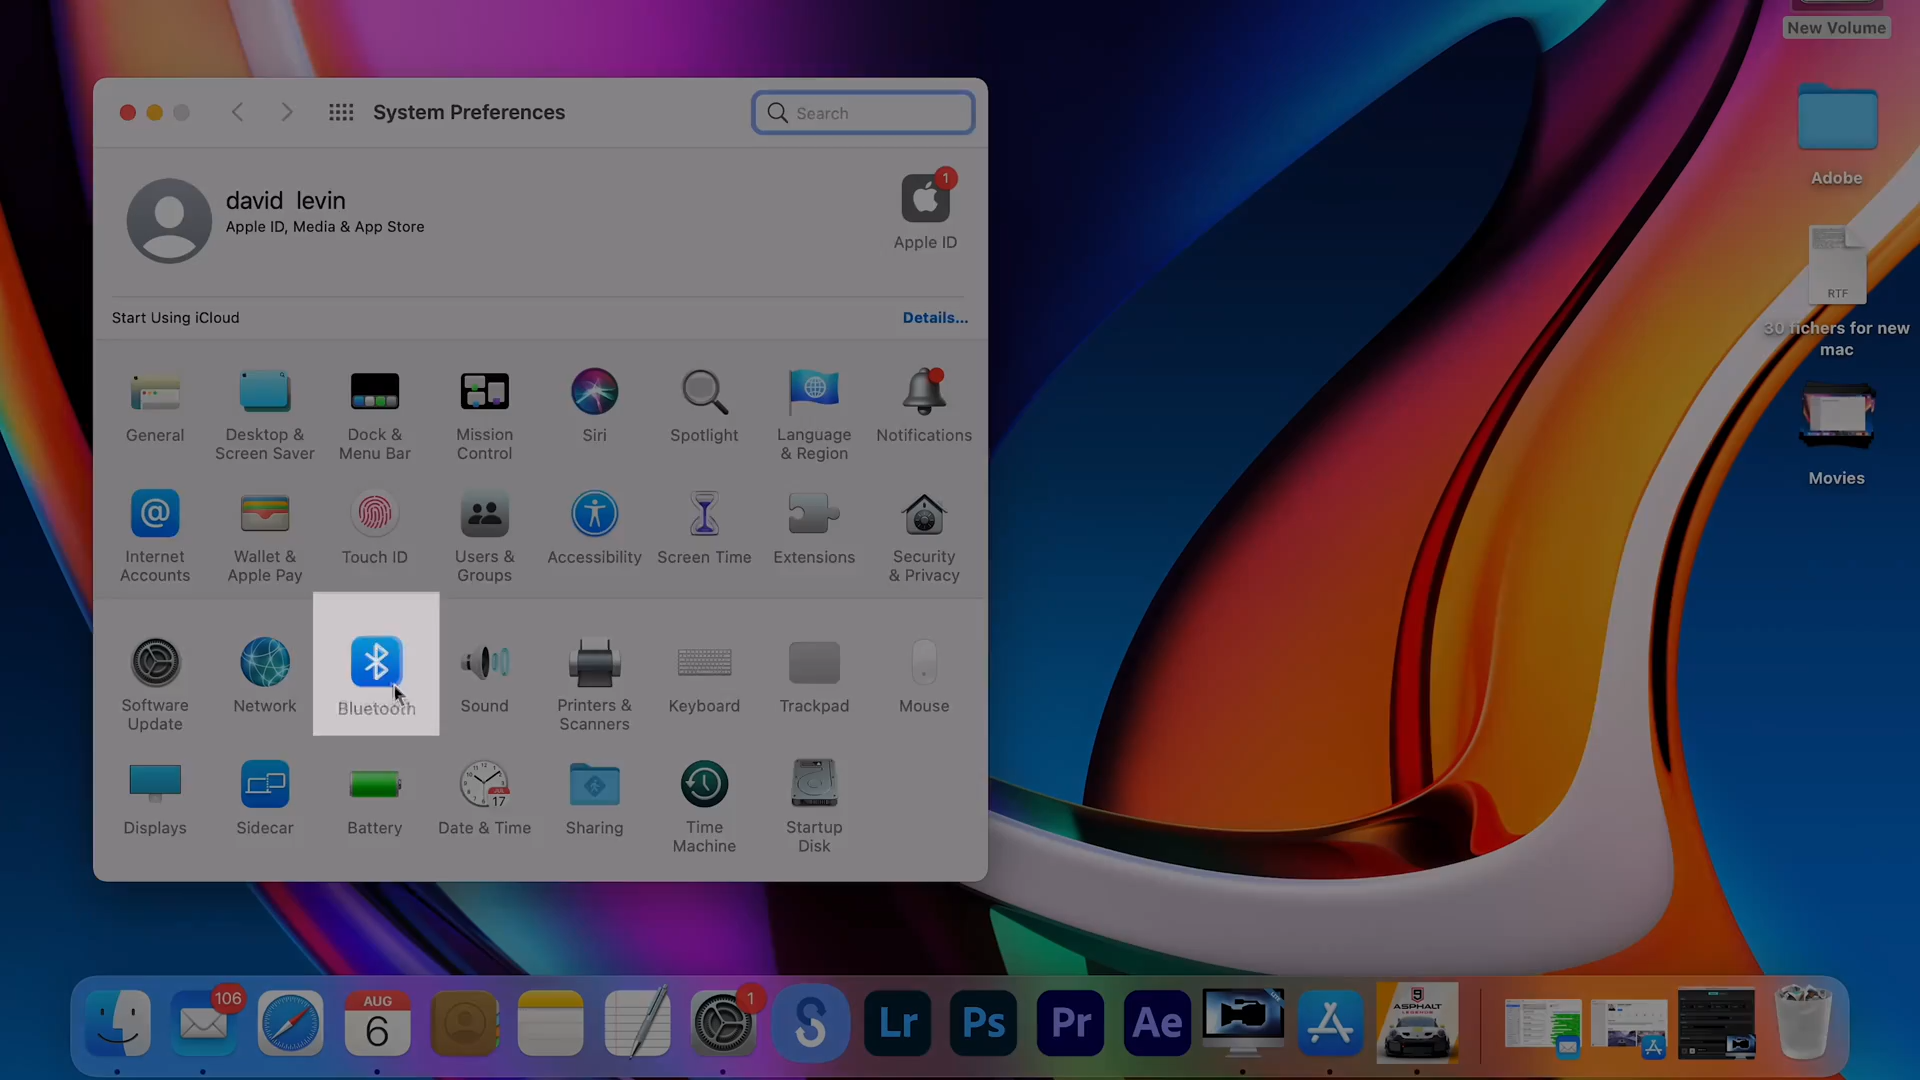 New Volume
System Preferences
Search
david levin
Apple ID, Media & App Store
1
Apple ID
Start Using iCloud
Details...
General
Desktop &
Screen Saver
Dock &
Menu Bar
Mission
Control
Siri
Spotlight
Language
& Region
Notifications
Internet
Accounts
Wallet &
Apple Pay
Touch ID
Users &
Groups
Accessibility
Screen Time
Extensions
Security
& Privacy
Software
Update
Network
Bluetooth
Sound
Printers &
Scanners
Keyboard
Trackpad
Mouse
Displays
Sidecar
Battery
JUL
17
Date & Time
Sharing
Time
Machine
Startup
Disk
Adobe
RTF
30 fichers for new
mac
Movies
106
AUG
6
1
S
Lr
Ps
Pr
Ae
9
ASPHALT
LEGENDS